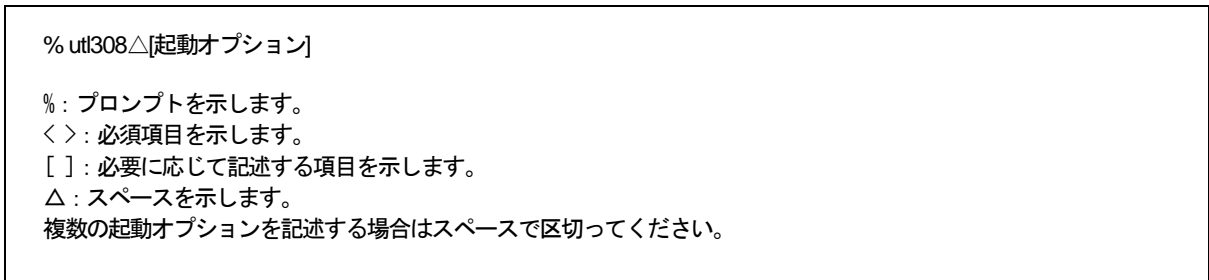 % utl308△[起動オプション]
%：プロンプトを示します。
< >：必須項目を示します。
[ ]：必要に応じて記述する項目を示します。
△：スペースを示します。
複数の起動オプションを記述する場合はスペースで区切ってください。